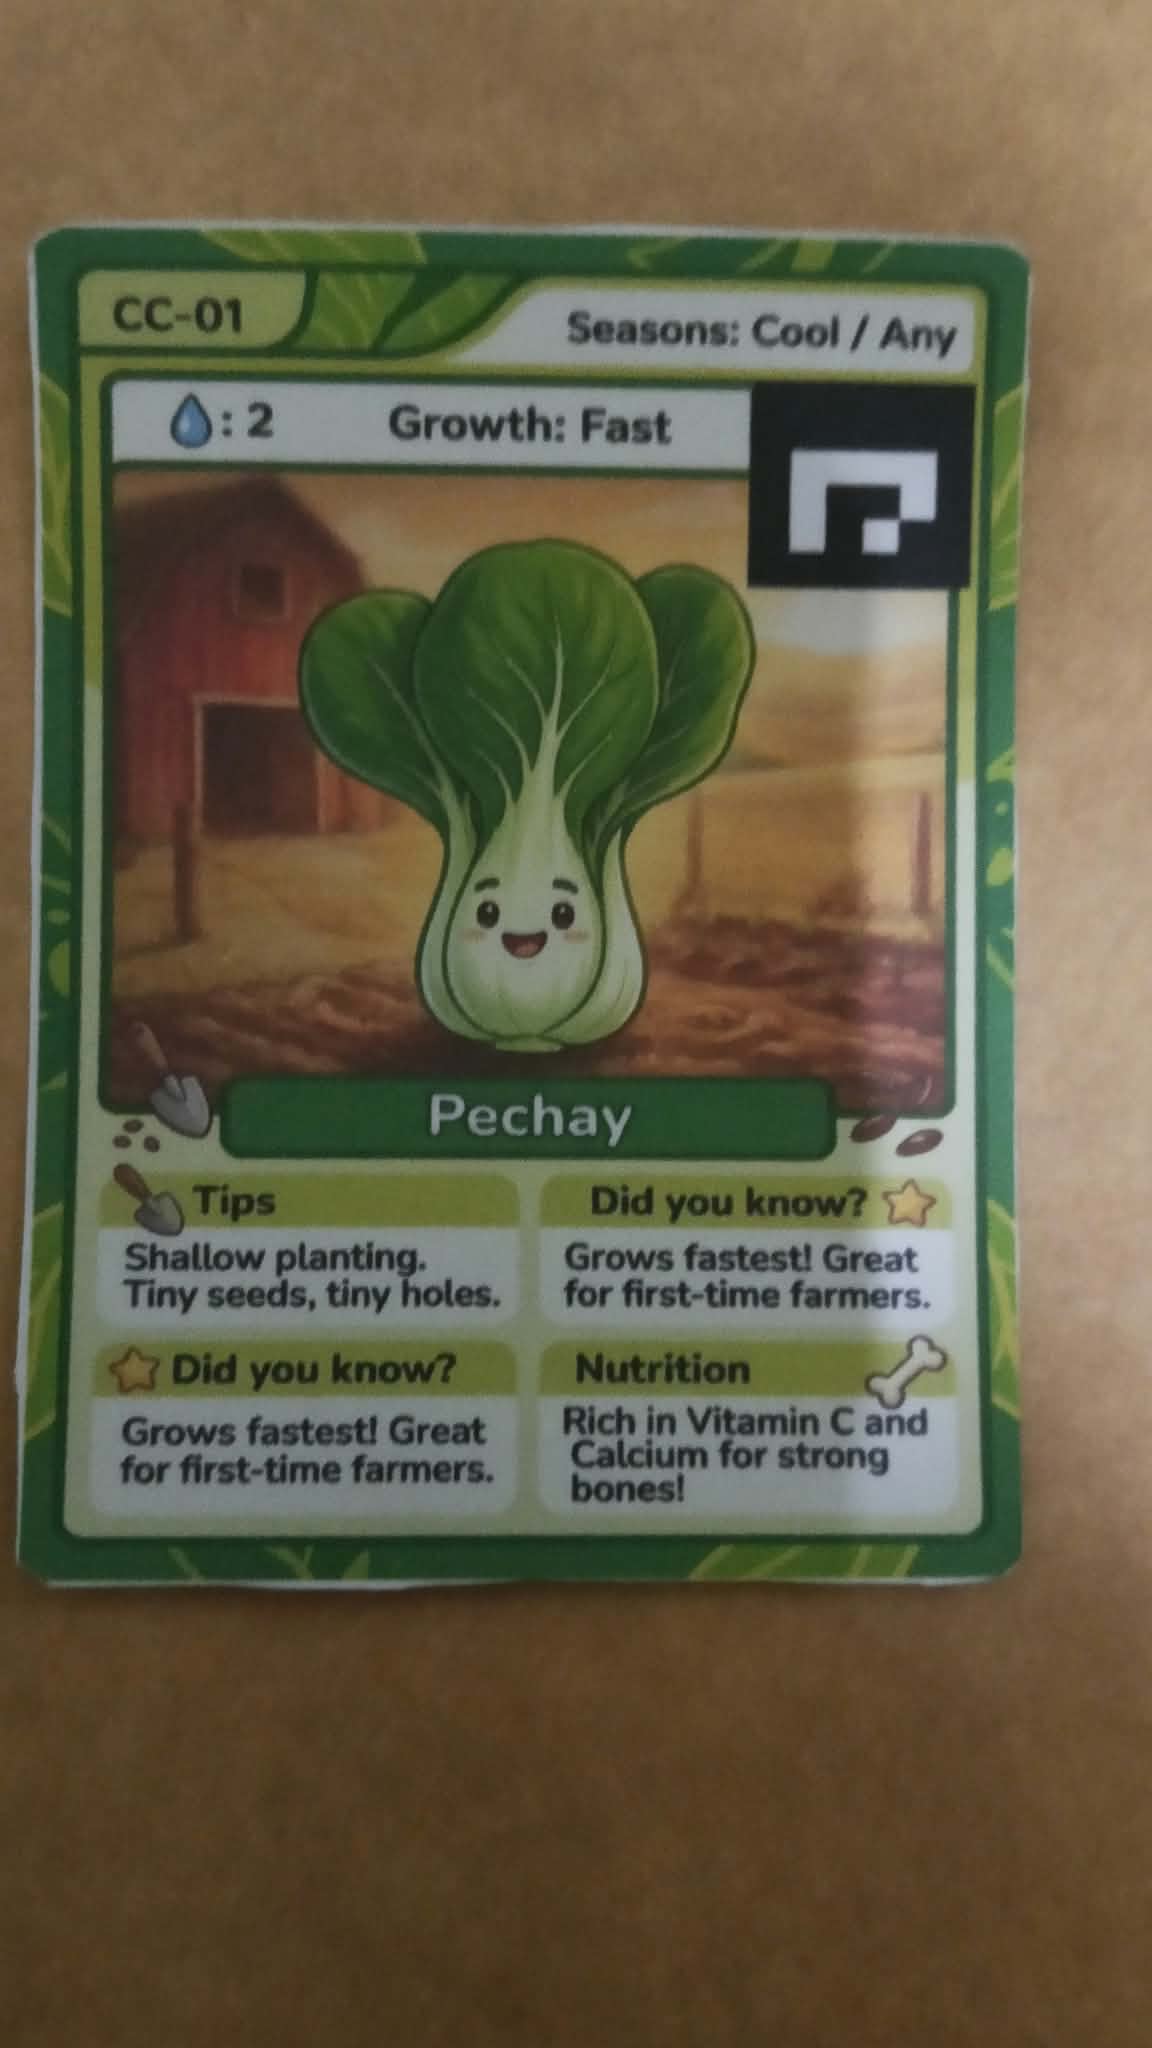 CC-01
Seasons: Cool / Any
: 2
Growth: Fast
Pechay
Tips
Shallow planting.
Tiny seeds, tiny holes.
Did you know?
Grows fastest! Great
for first-time farmers.
Did you know?
Grows fastest! Great
for first-time farmers.
Nutrition
Rich in Vitamin C and
Calcium for strong
bones!